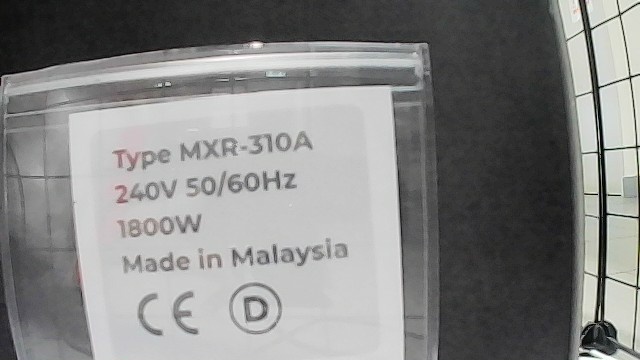 Type MXR-310A
240V 50/60Hz
1800W
Made in Malaysia
CE D